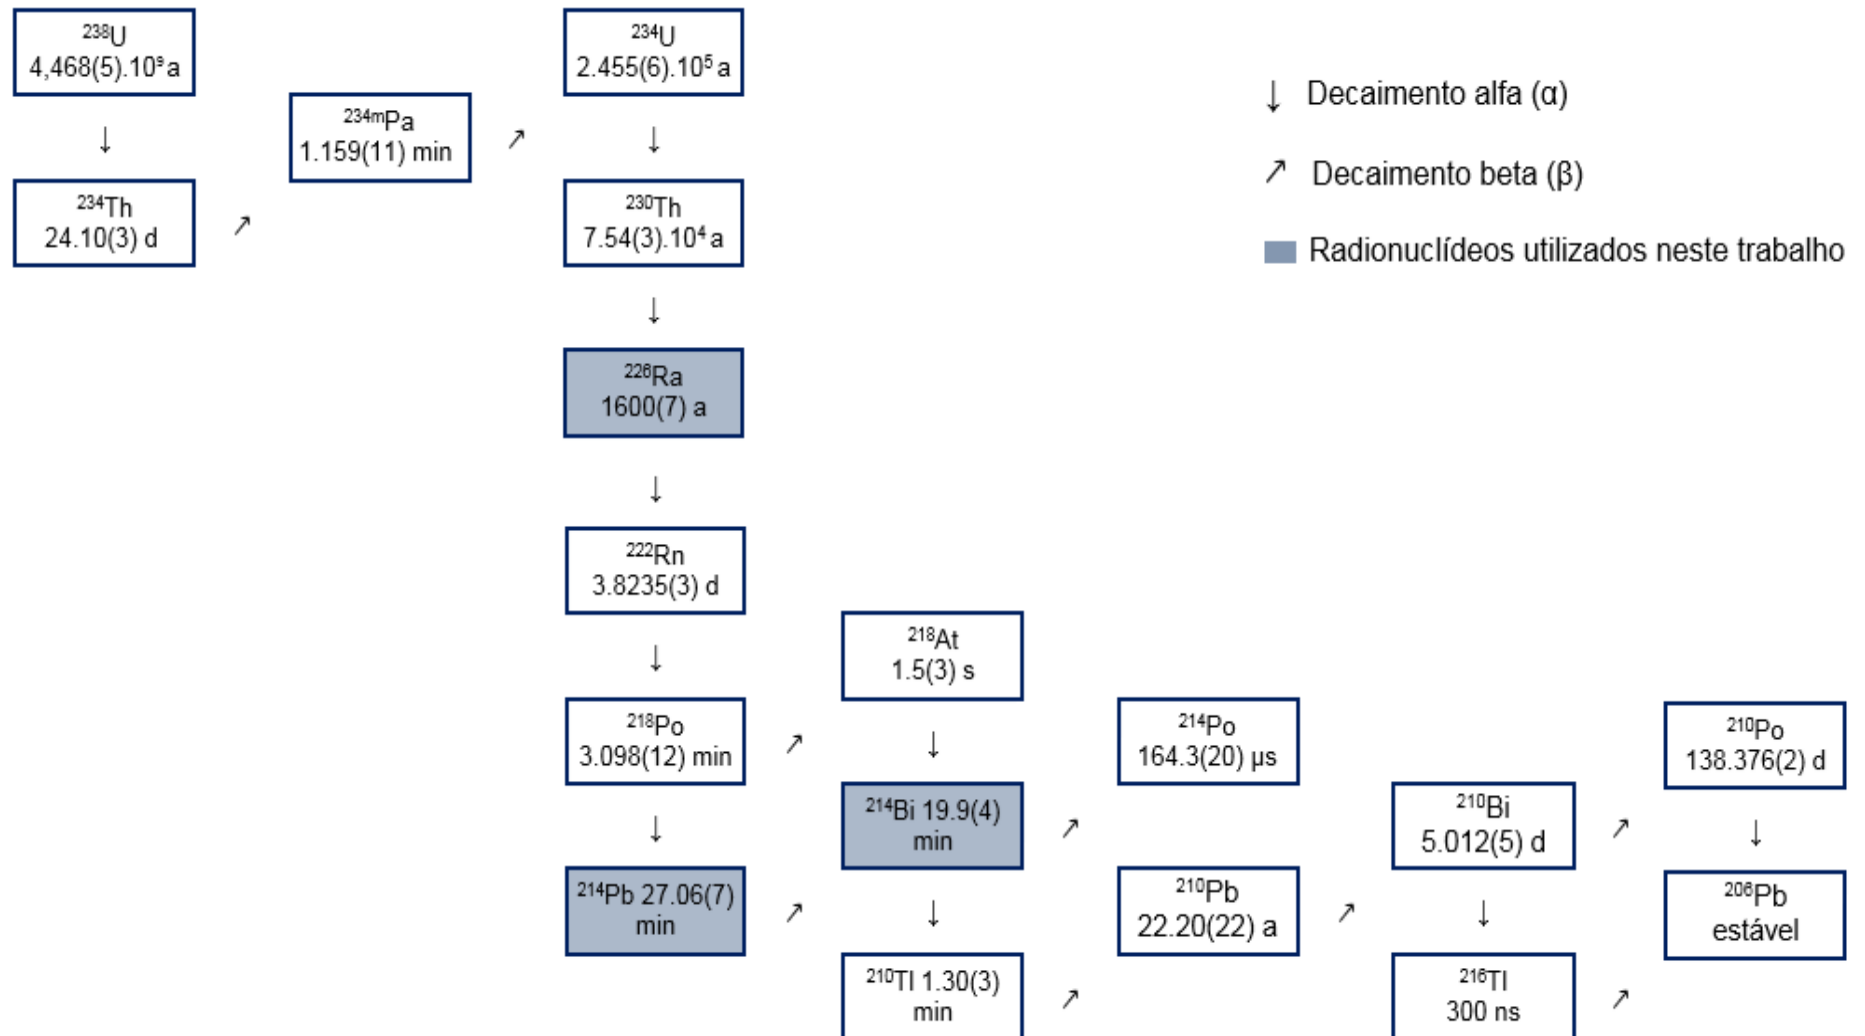 ²³⁸U
4,468(5).10⁹ a
²³⁴U
2.455(6).10⁵ a
↓ Decaimento alfa (α)
²³⁴ᵐPa
1.159(11) min
↗ Decaimento beta (β)
²³⁴Th
24.10(3) d
²³⁰Th
7.54(3).10⁴ a
Radionuclídeos utilizados neste trabalho
²²⁶Ra
1600(7) a
²²²Rn
3.8235(3) d
²¹⁸At
1.5(3) s
²¹⁸Po
3.098(12) min
²¹⁴Po
164.3(20) µs
²¹⁰Po
138.376(2) d
²¹⁴Bi 19.9(4)
min
²¹⁰Bi
5.012(5) d
²¹⁴Pb 27.06(7)
min
²¹⁰Pb
22.20(22) a
²⁰⁶Pb
estável
²¹⁰Tl 1.30(3)
min
²¹⁶Tl
300 ns